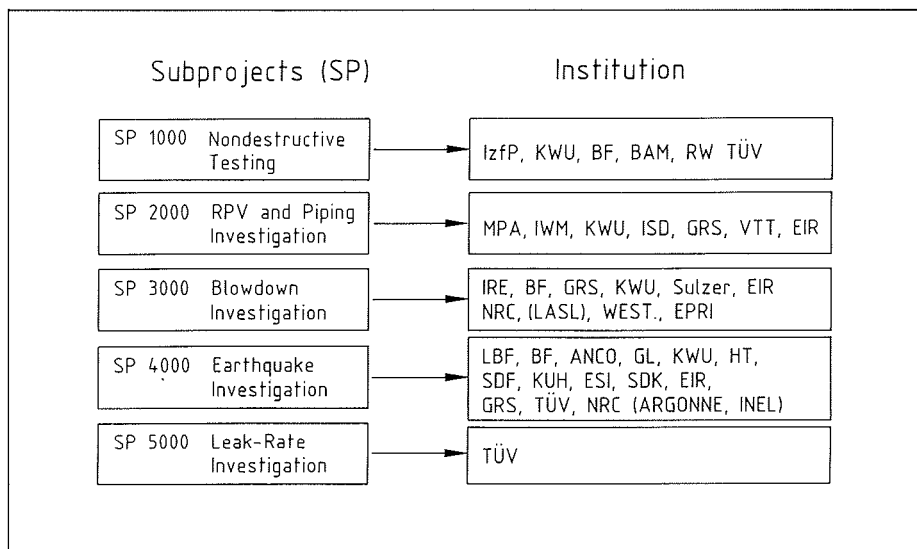 Subprojects (SP)
Institution
SP 1000 Nondestructive
Testing
IzfP, KWU, BF, BAM, RW TÜV
SP 2000 RPV and Piping
Investigation
MPA, IWM, KWU, ISD, GRS, VTT, EIR
SP 3000 Blowdown
Investigation
IRE, BF, GRS, KWU, Sulzer, EIR
NRC, (LASL), WEST., EPRI
SP 4000 Earthquake
Investigation
LBF, BF, ANCO, GL, KWU, HT,
SDF, KUH, ESI, SDK, EIR,
GRS, TÜV, NRC (ARGONNE, INEL)
SP 5000 Leak-Rate
Investigation
TÜV